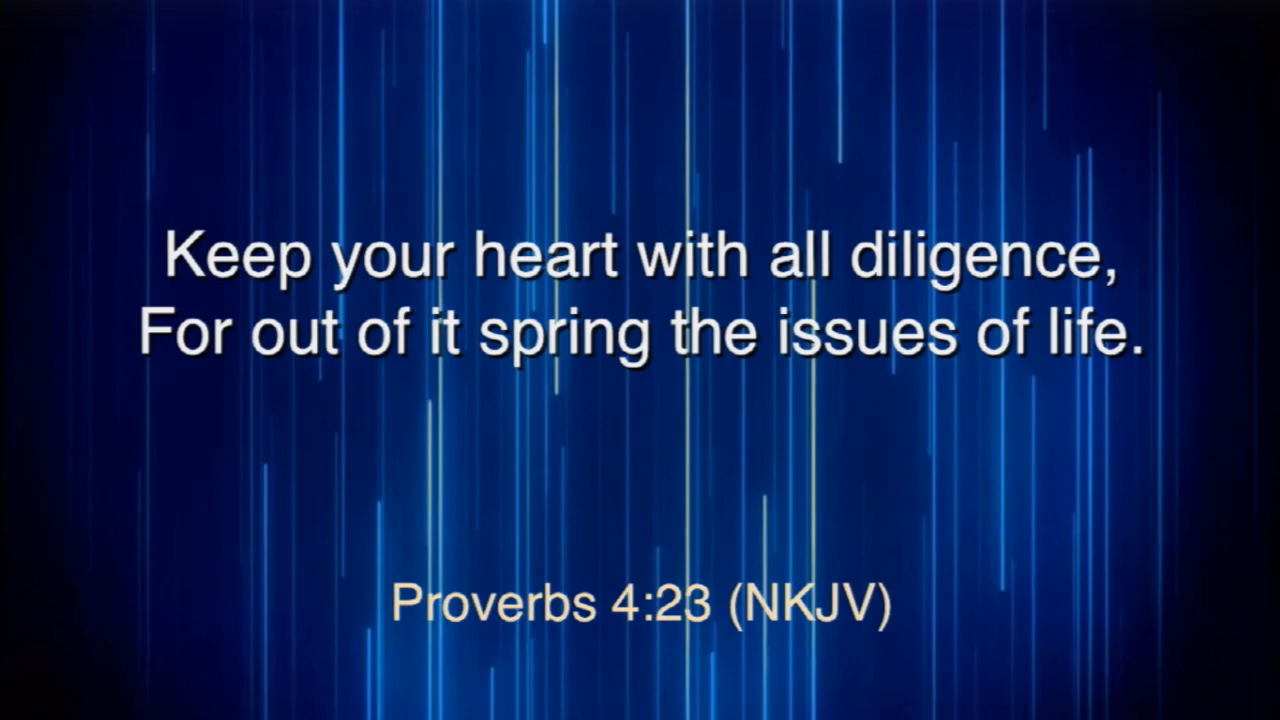 Keep your heart with all diligence,
For out of it spring the issues of life.
Proverbs 4:23 (NKJV)